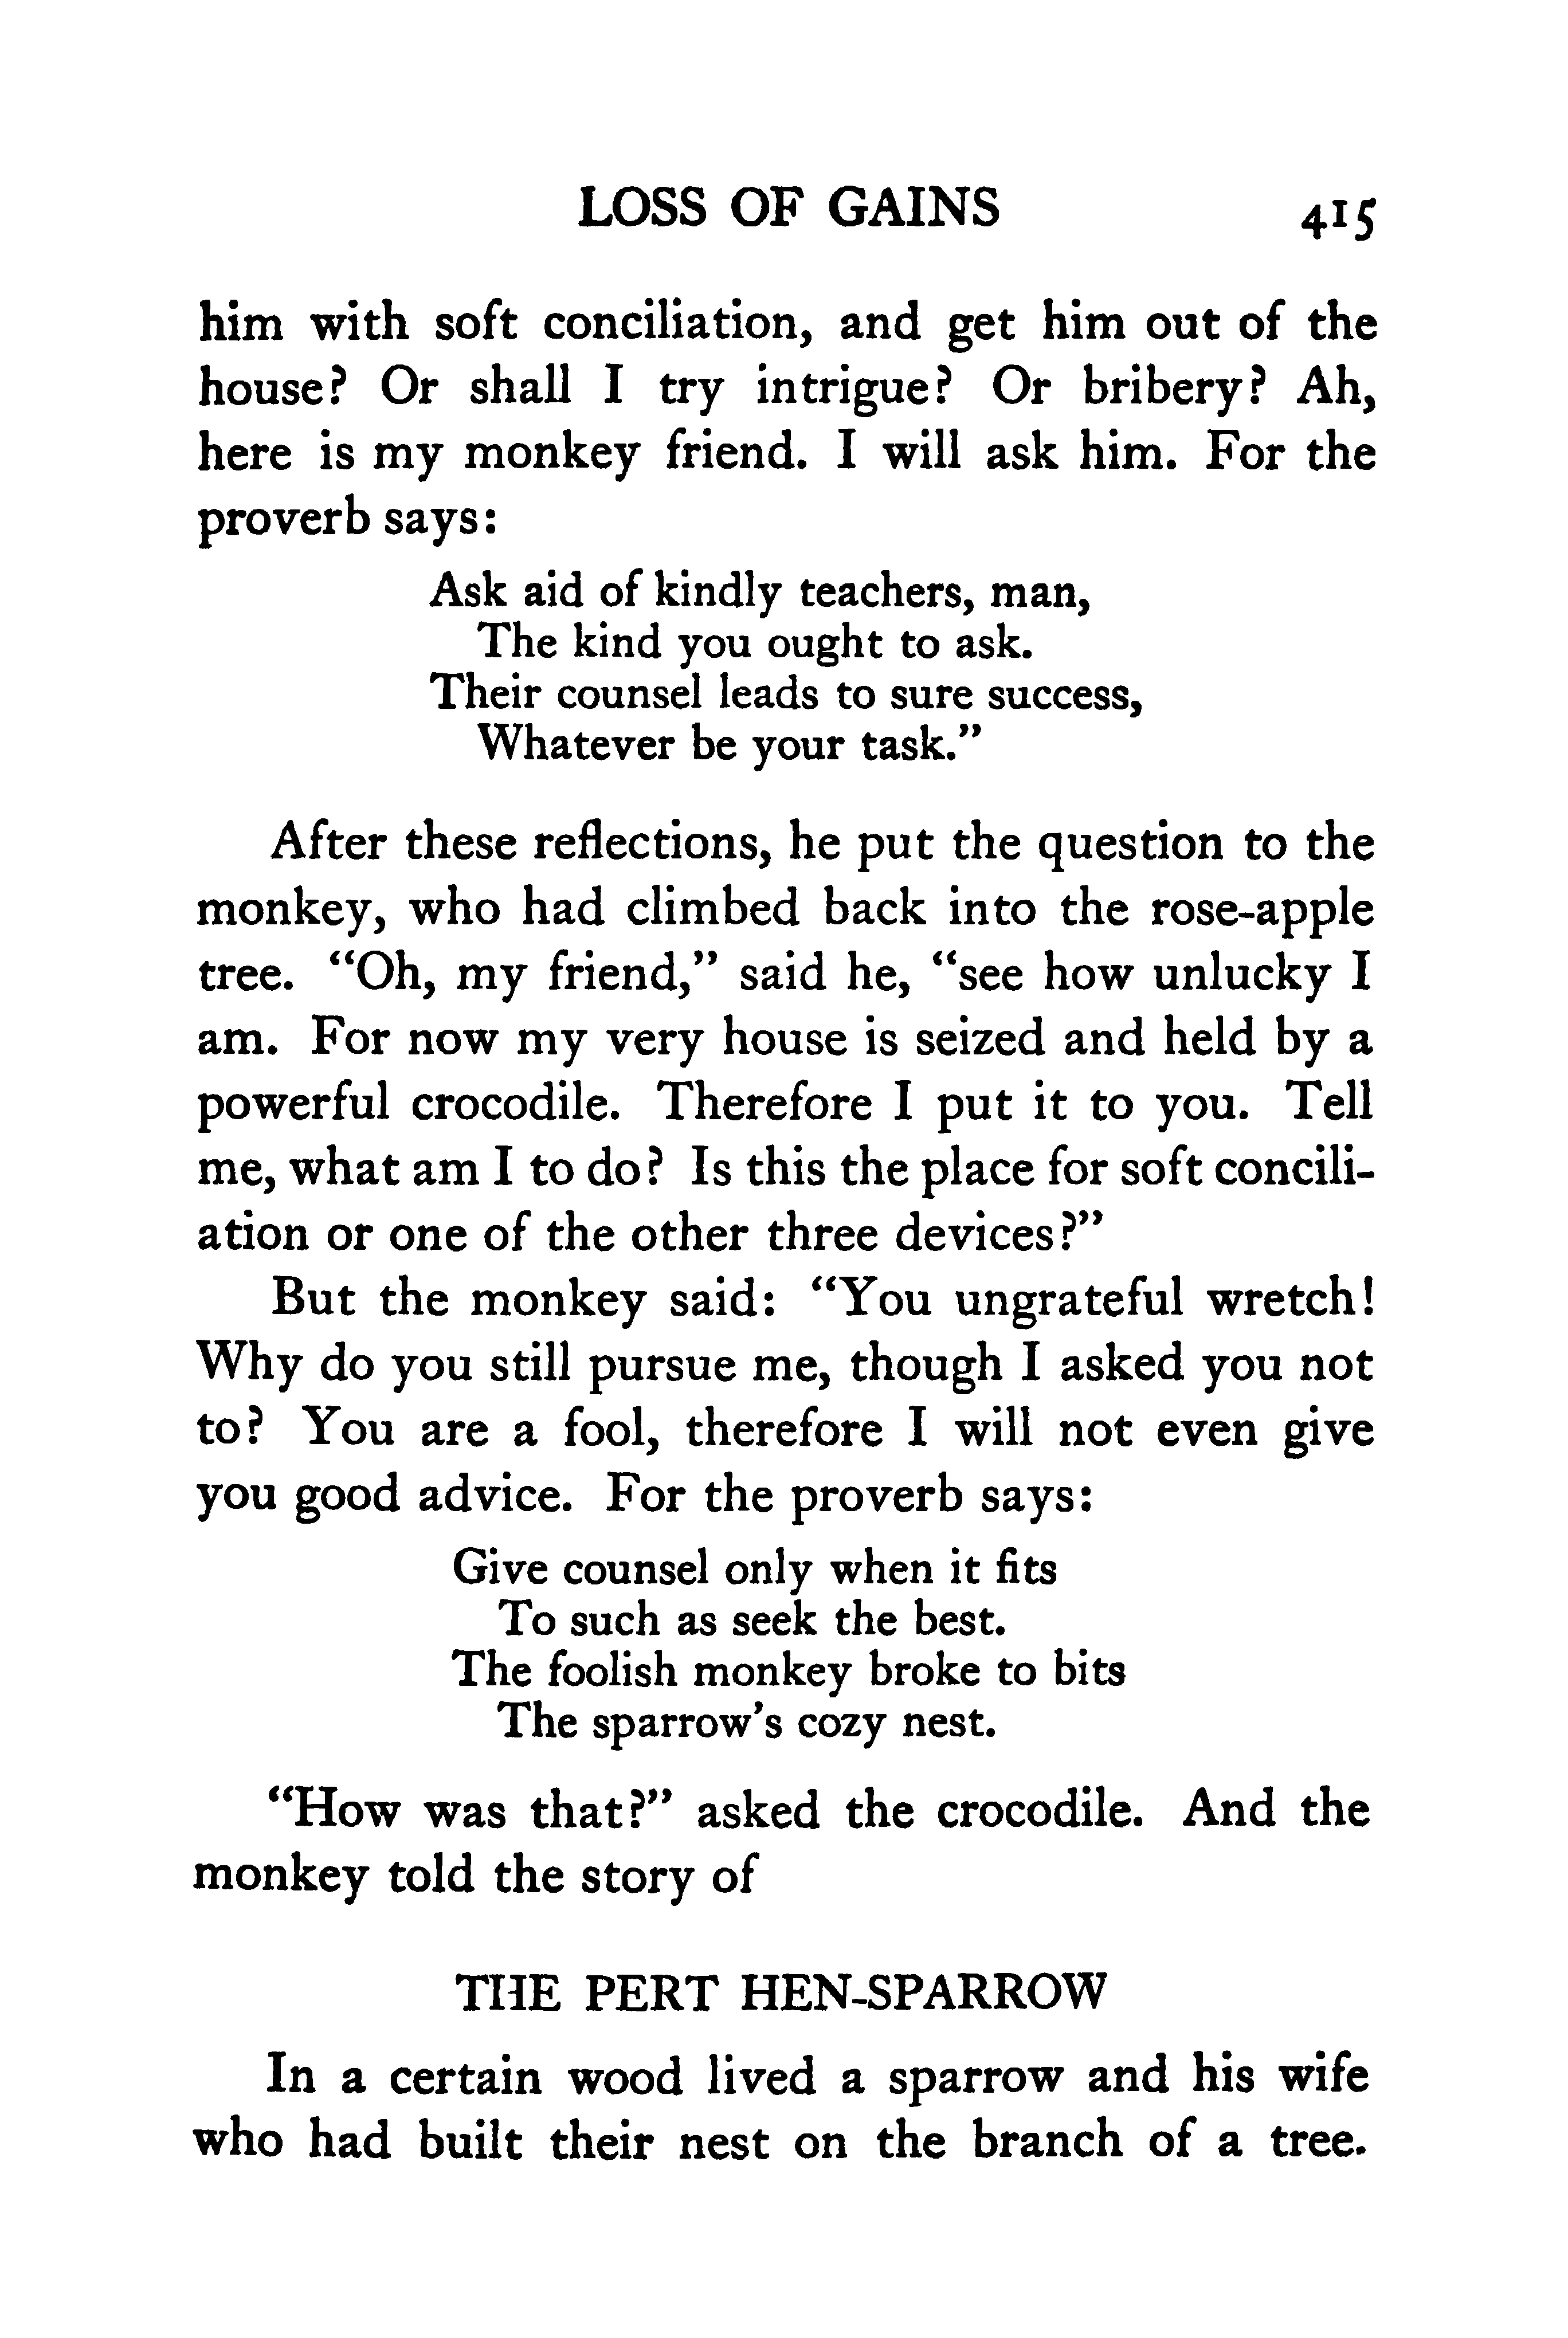 LOSS OF GAINS 415
him with soft conciliation, and get him out of the
house? Or shall I try intrigue? Or bribery? Ah,
here is my monkey friend. I will ask him. For the
proverb says:
Ask aid of kindly teachers, man,
The kind you ought to ask.
Their counsel leads to sure success,
Whatever be your task.”
After these reflections, he put the question to the
monkey, who had climbed back into the rose-apple
tree. “Oh, my friend,” said he, “see how unlucky I
am. For now my very house is seized and held by a
powerful crocodile. Therefore I put it to you. Tell
me, what am I to do? Is this the place for soft concili-
ation or one of the other three devices?”
But the monkey said: “You ungrateful wretch!
Why do you still pursue me, though I asked you not
to? You are a fool, therefore I will not even give
you good advice. For the proverb says:
Give counsel only when it fits
To such as seek the best.
The foolish monkey broke to bits
The sparrow’s cozy nest.
“How was that?” asked the crocodile. And the
monkey told the story of
THE PERT HEN-SPARROW
In a certain wood lived a sparrow and his wife
who had built their nest on the branch of a tree.